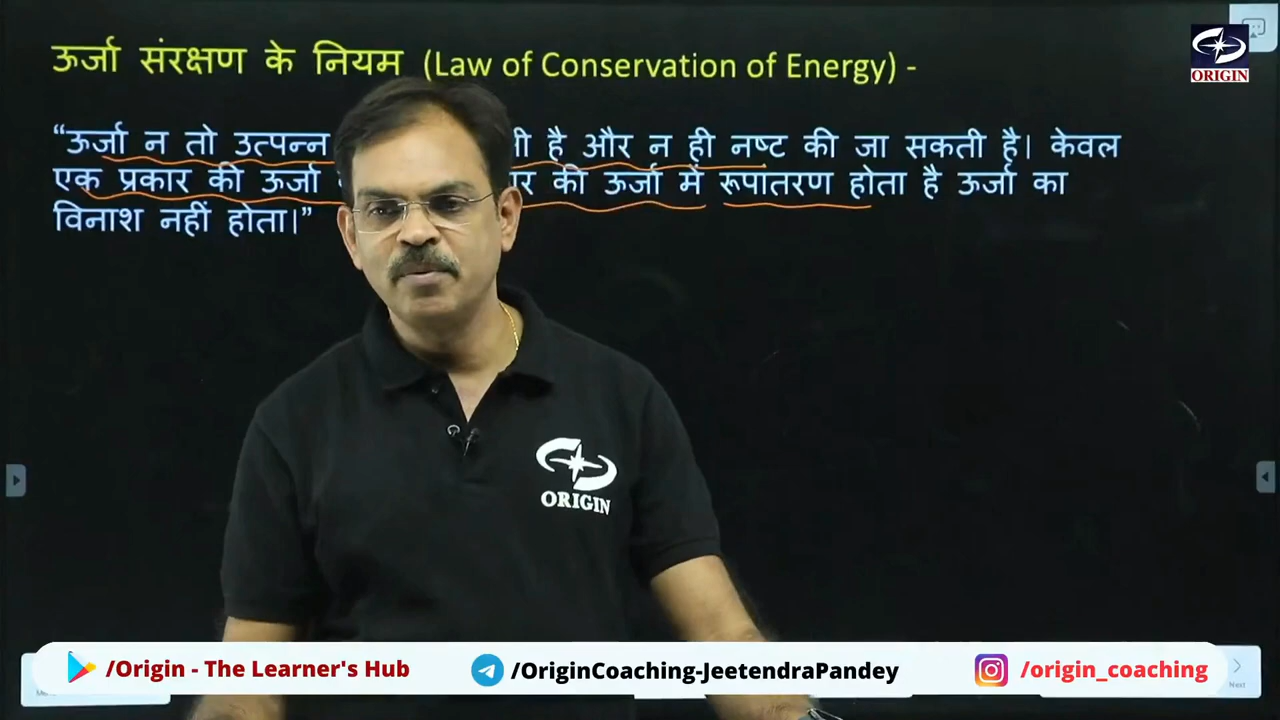 ऊर्जा संरक्षण के नियम (Law of Conservation of Energy) -
ORIGIN
“ऊर्जा न तो उत्पन्न है और न ही नष्ट की जा सकती है। केवल
एक प्रकार की ऊर्जा की ऊर्जा में रूपातरण होता है ऊर्जा का
विनाश नहीं होता।”
ORIGIN
/Origin - The Learner's Hub
/OriginCoaching-JeetendraPandey
/origin_coaching
Next